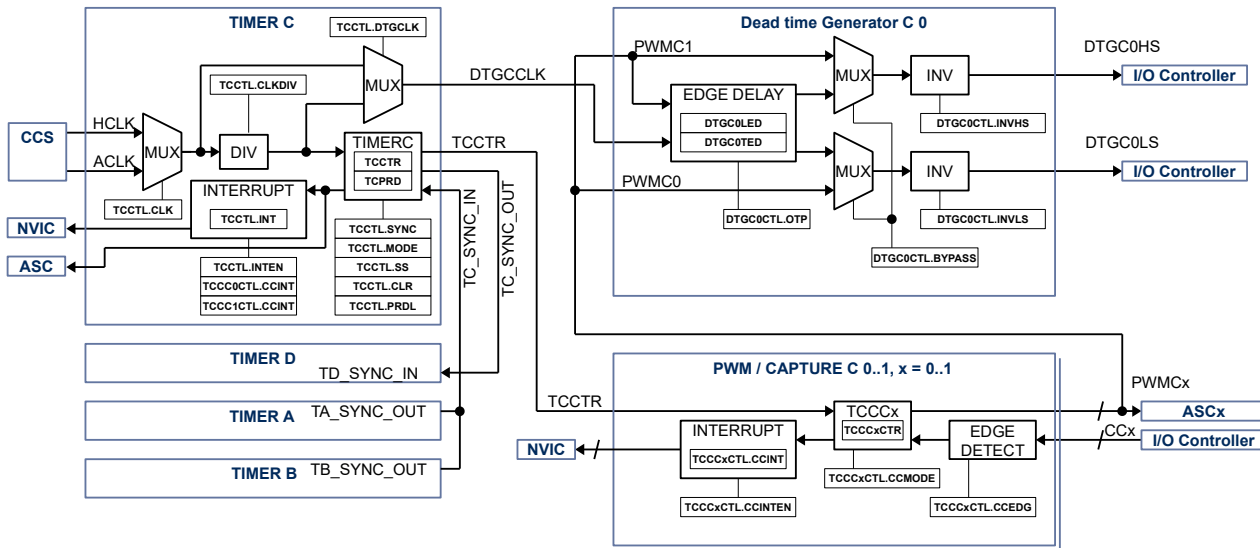 TIMER C
TCCTL.DTGCLK
MUX
TCCTL.CLKDIV
CCS
HCLK
ACLK
MUX
DIV
TCCTL.CLK
TIMERC
TCCTR
TCPRD
INTERRUPT
TCCTL.INT
NVIC
ASC
TCCTL.INTEN
TCCC0CTL.CCINT
TCCC1CTL.CCINT
TCCTL.SYNC
TCCTL.MODE
TCCTL.SS
TCCTL.CLR
TCCTL.PRDL
DTGCCLK
TCCTR
TC_SYNC_IN
TC_SYNC_OUT
TIMER D
TD_SYNC_IN
TIMER A
TA_SYNC_OUT
TIMER B
TB_SYNC_OUT
Dead time Generator C 0
PWMC1
EDGE DELAY
DTGC0LED
DTGC0TED
PWMC0
DTGC0CTL.OTP
MUX
MUX
INV
DTGC0CTL.INVHS
INV
DTGC0CTL.INVLS
DTGC0CTL.BYPASS
DTGC0HS
I/O Controller
DTGC0LS
I/O Controller
PWM / CAPTURE C 0..1, x = 0..1
TCCTR
TCCCx
TCCCxCTR
INTERRUPT
TCCCxCTL.CCINT
NVIC
EDGE
DETECT
TCCCxCTL.CCMODE
TCCCxCTL.CCINTEN
TCCCxCTL.CCEDG
PWMCx
ASCx
CCx
I/O Controller